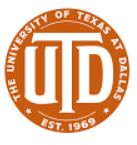 THE UNIVERSITY OF TEXAS AT DALLAS
UTD
EST. 1969